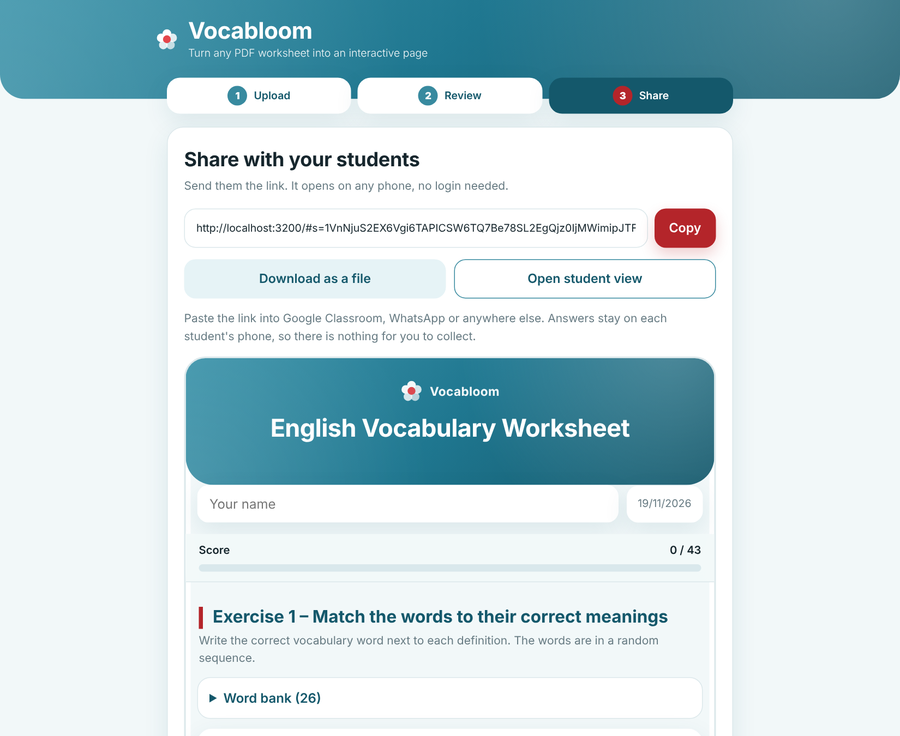 Vocabloom
Turn any PDF worksheet into an interactive page
1 Upload
2 Review
3 Share
Share with your students
Send them the link. It opens on any phone, no login needed.
http://localhost:3200/#s=1VnNjuS2EX6Vgi6TAPICSW6TQ7Be78SL2EgQjz0IjMWimipJTF
Copy
Download as a file
Open student view
Paste the link into Google Classroom, WhatsApp or anywhere else. Answers stay on each
student's phone, so there is nothing for you to collect.
Vocabloom
English Vocabulary Worksheet
Your name
19/11/2026
Score
0 / 43
Exercise 1 – Match the words to their correct meanings
Write the correct vocabulary word next to each definition. The words are in a random
sequence.
Word bank (26)